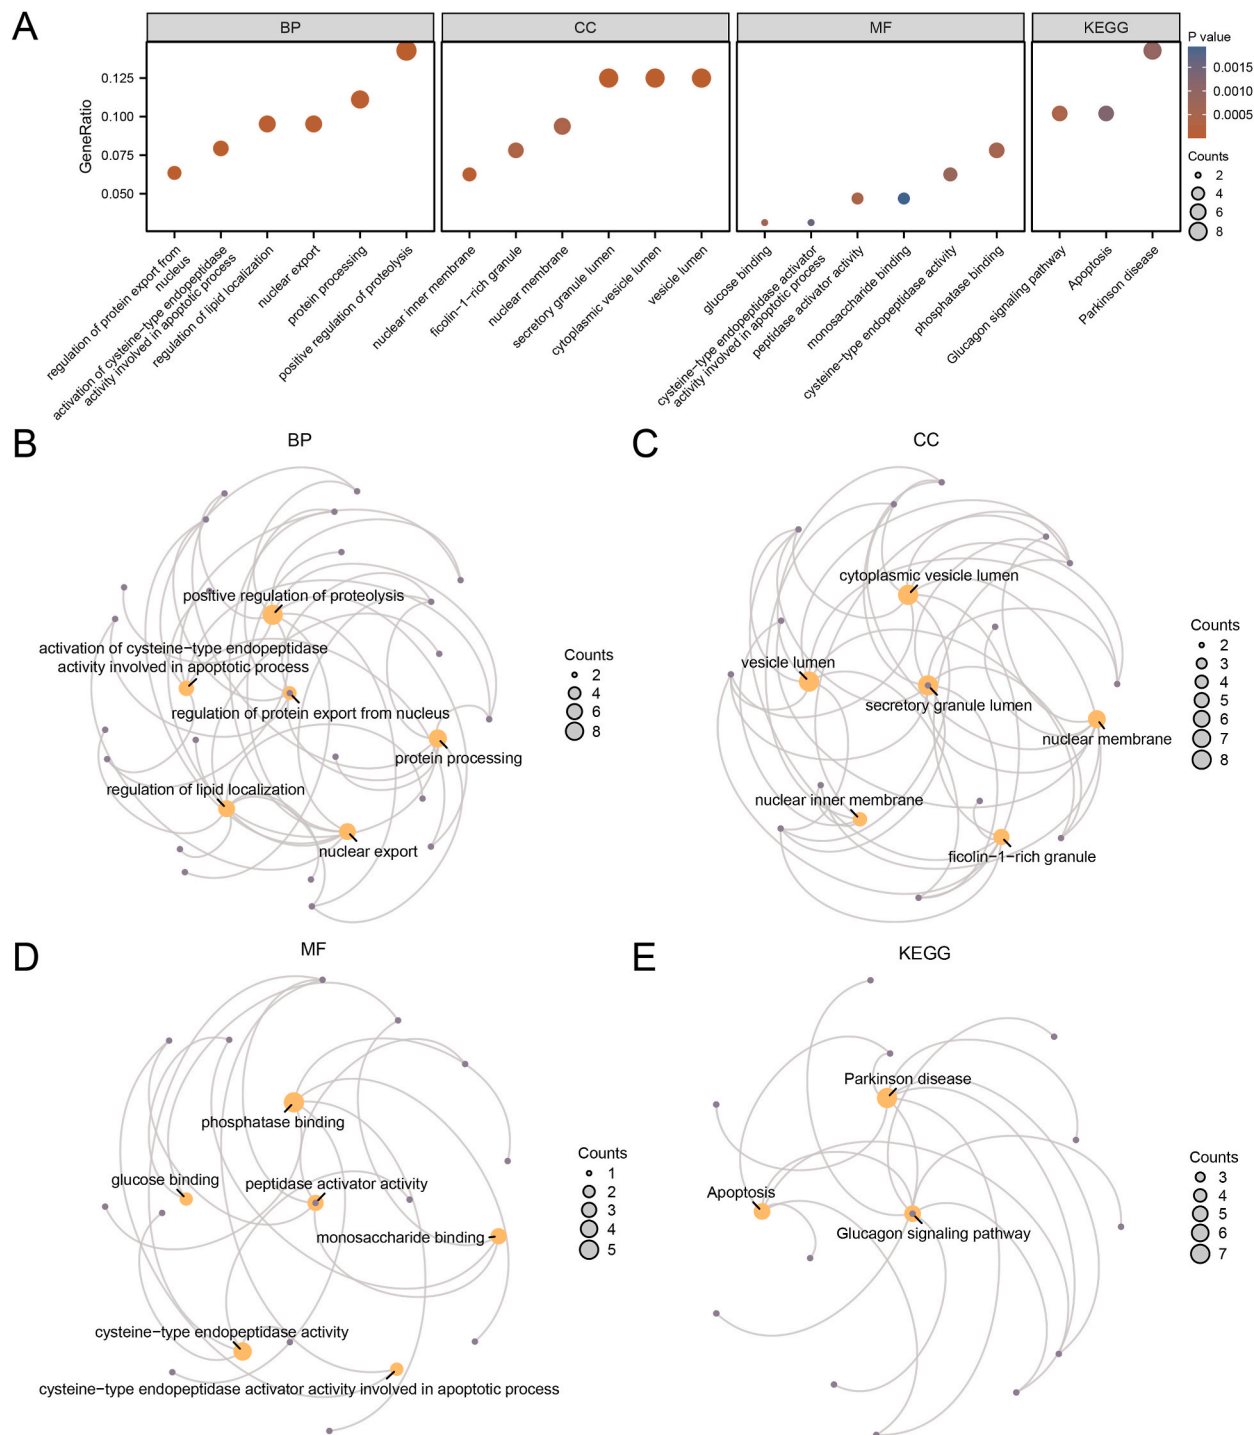 A
BP
CC
MF
KEGG
GeneRatio
0.125
0.100
0.075
0.050
regulation of protein export from
nucleus
activation of cysteine−type endopeptidase
activity involved in apoptotic process
regulation of lipid localization
nuclear export
protein processing
positive regulation of proteolysis
nuclear inner membrane
ficolin−1−rich granule
nuclear membrane
secretory granule lumen
cytoplasmic vesicle lumen
vesicle lumen
glucose binding
cysteine−type endopeptidase activator
activity involved in apoptotic process
peptidase activator activity
monosaccharide binding
cysteine−type endopeptidase activity
phosphatase binding
Glucagon signaling pathway
Apoptosis
Parkinson disease
P value
0.0015
0.0010
0.0005
Counts
2
4
6
8
B
BP
positive regulation of proteolysis
activation of cysteine−type endopeptidase
activity involved in apoptotic process
regulation of protein export from nucleus
protein processing
regulation of lipid localization
nuclear export
Counts
2
4
6
8
C
CC
cytoplasmic vesicle lumen
vesicle lumen
secretory granule lumen
nuclear membrane
nuclear inner membrane
ficolin−1−rich granule
Counts
2
3
4
5
6
7
8
D
MF
phosphatase binding
glucose binding
peptidase activator activity
monosaccharide binding
cysteine−type endopeptidase activity
cysteine−type endopeptidase activator activity involved in apoptotic process
Counts
1
2
3
4
5
E
KEGG
Parkinson disease
Apoptosis
Glucagon signaling pathway
Counts
3
4
5
6
7